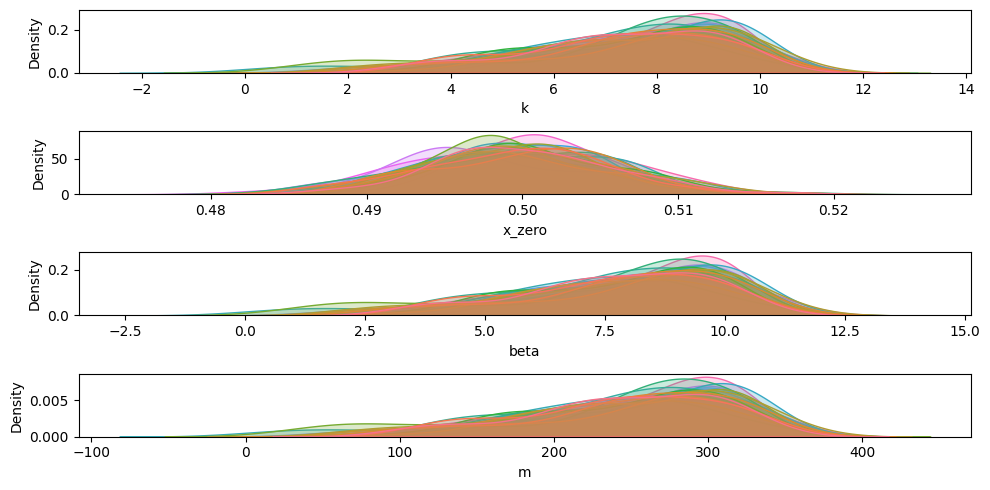 Density
0.2
0.0
−2 0 2 4 6 8 10 12 14
k
Density
50
0
0.48 0.49 0.50 0.51 0.52
x_zero
Density
0.2
0.0
−2.5 0.0 2.5 5.0 7.5 10.0 12.5 15.0
beta
Density
0.005
0.000
−100 0 100 200 300 400
m